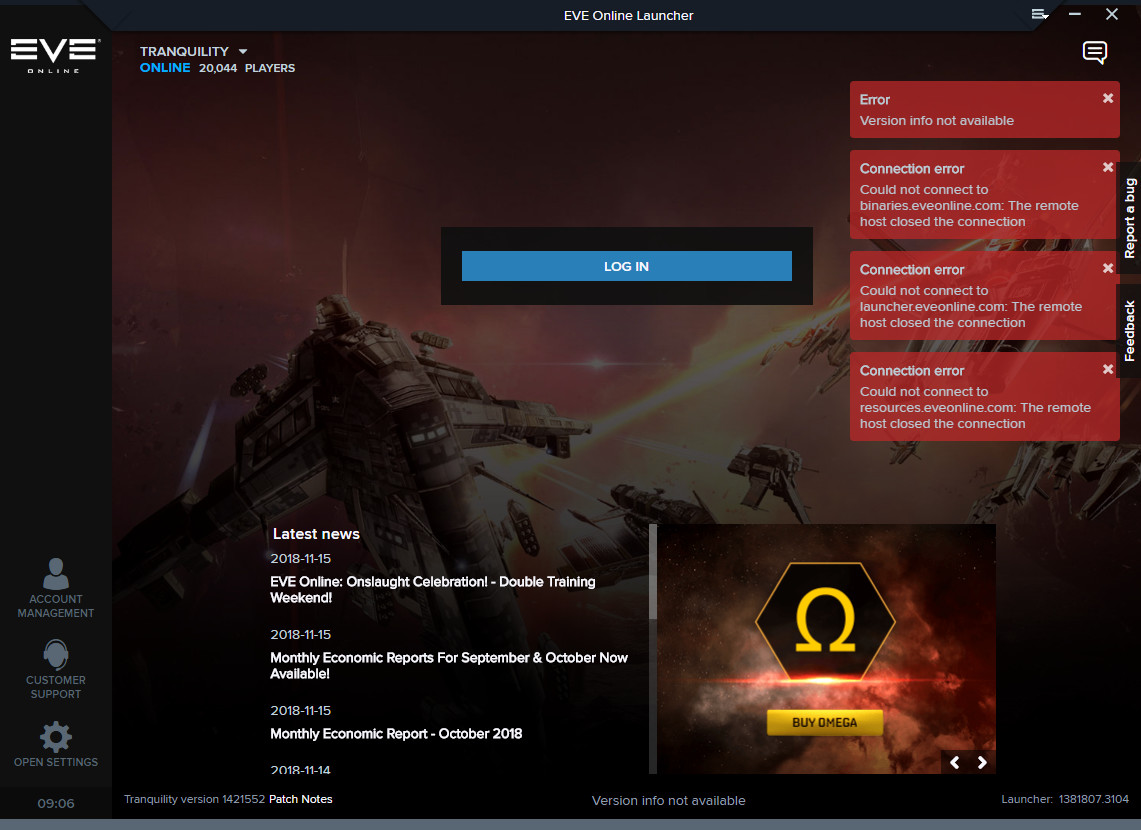 EVE Online Launcher
EVE
ONLINE
TRANQUILITY
ONLINE 20,044 PLAYERS
Error
Version info not available
Connection error
Could not connect to
binaries.eveonline.com: The remote
host closed the connection
Connection error
Could not connect to
launcher.eveonline.com: The remote
host closed the connection
Connection error
Could not connect to
resources.eveonline.com: The remote
host closed the connection
Report a bug
Feedback
LOG IN
Latest news
2018-11-15
EVE Online: Onslaught Celebration! - Double Training
Weekend!
2018-11-15
Monthly Economic Reports For September & October Now
Available!
2018-11-15
Monthly Economic Report - October 2018
2018-11-14
Ω
BUY OMEGA
ACCOUNT
MANAGEMENT
CUSTOMER
SUPPORT
OPEN SETTINGS
09:06
Tranquility version 1421552 Patch Notes
Version info not available
Launcher: 1381807.3104